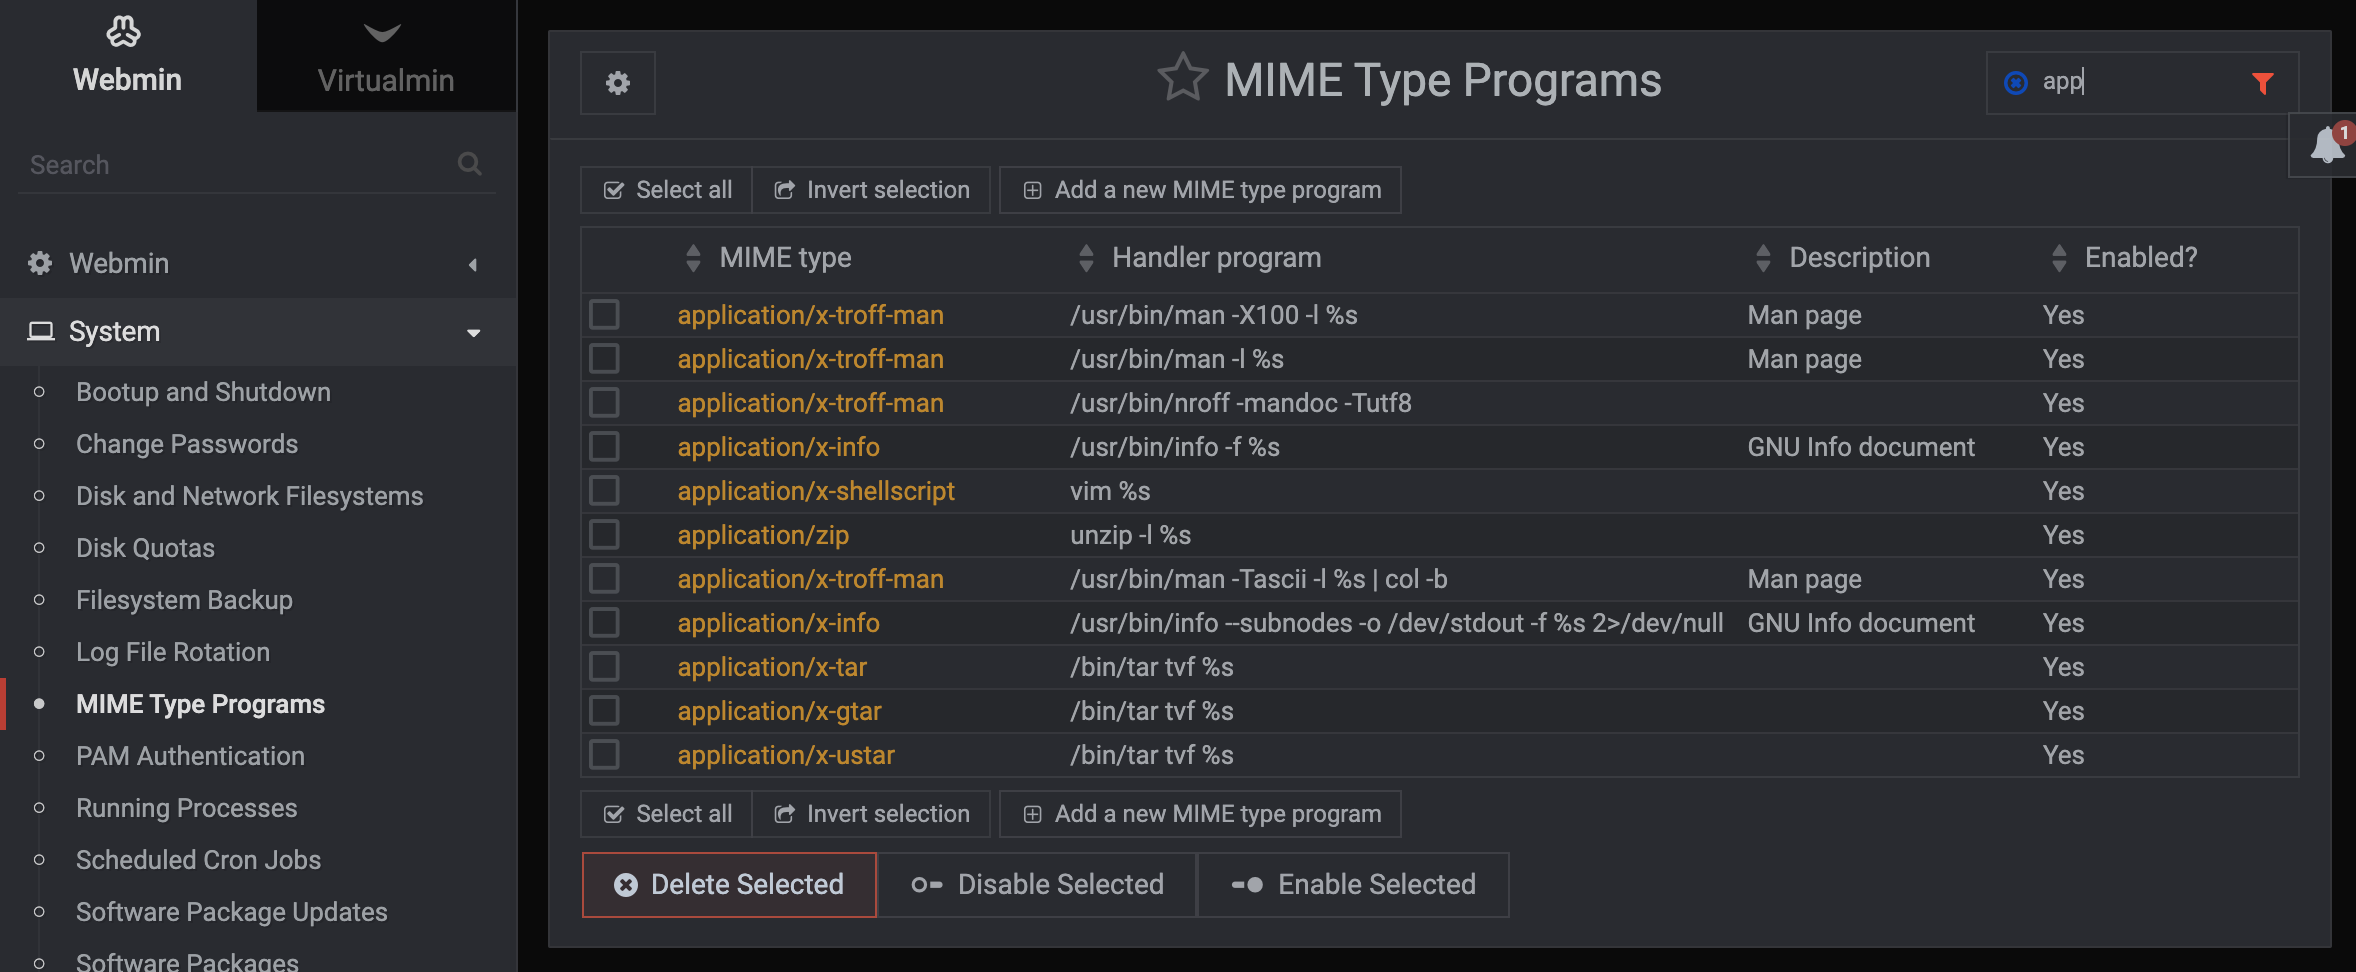 Webmin
Virtualmin
Search
Webmin
System
Bootup and Shutdown
Change Passwords
Disk and Network Filesystems
Disk Quotas
Filesystem Backup
Log File Rotation
MIME Type Programs
PAM Authentication
Running Processes
Scheduled Cron Jobs
Software Package Updates
Software Packages
MIME Type Programs
app
1
Select all Invert selection Add a new MIME type program
MIME type Handler program Description Enabled?
application/x-troff-man /usr/bin/man -X100 -l %s Man page Yes
application/x-troff-man /usr/bin/man -l %s Man page Yes
application/x-troff-man /usr/bin/nroff -mandoc -Tutf8 Yes
application/x-info /usr/bin/info -f %s GNU Info document Yes
application/x-shellscript vim %s Yes
application/zip unzip -l %s Yes
application/x-troff-man /usr/bin/man -Tascii -l %s | col -b Man page Yes
application/x-info /usr/bin/info --subnodes -o /dev/stdout -f %s 2>/dev/null GNU Info document Yes
application/x-tar /bin/tar tvf %s Yes
application/x-gtar /bin/tar tvf %s Yes
application/x-ustar /bin/tar tvf %s Yes
Select all Invert selection Add a new MIME type program
Delete Selected Disable Selected Enable Selected